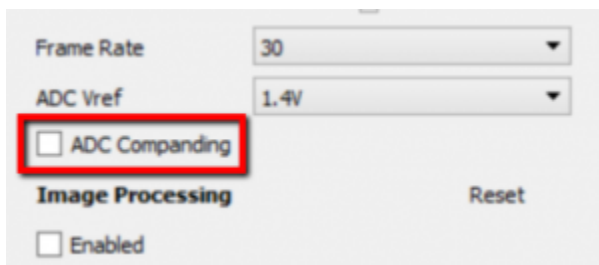 Frame Rate 30
ADC Vref 1.4V
ADC Companding
Image Processing Reset
Enabled